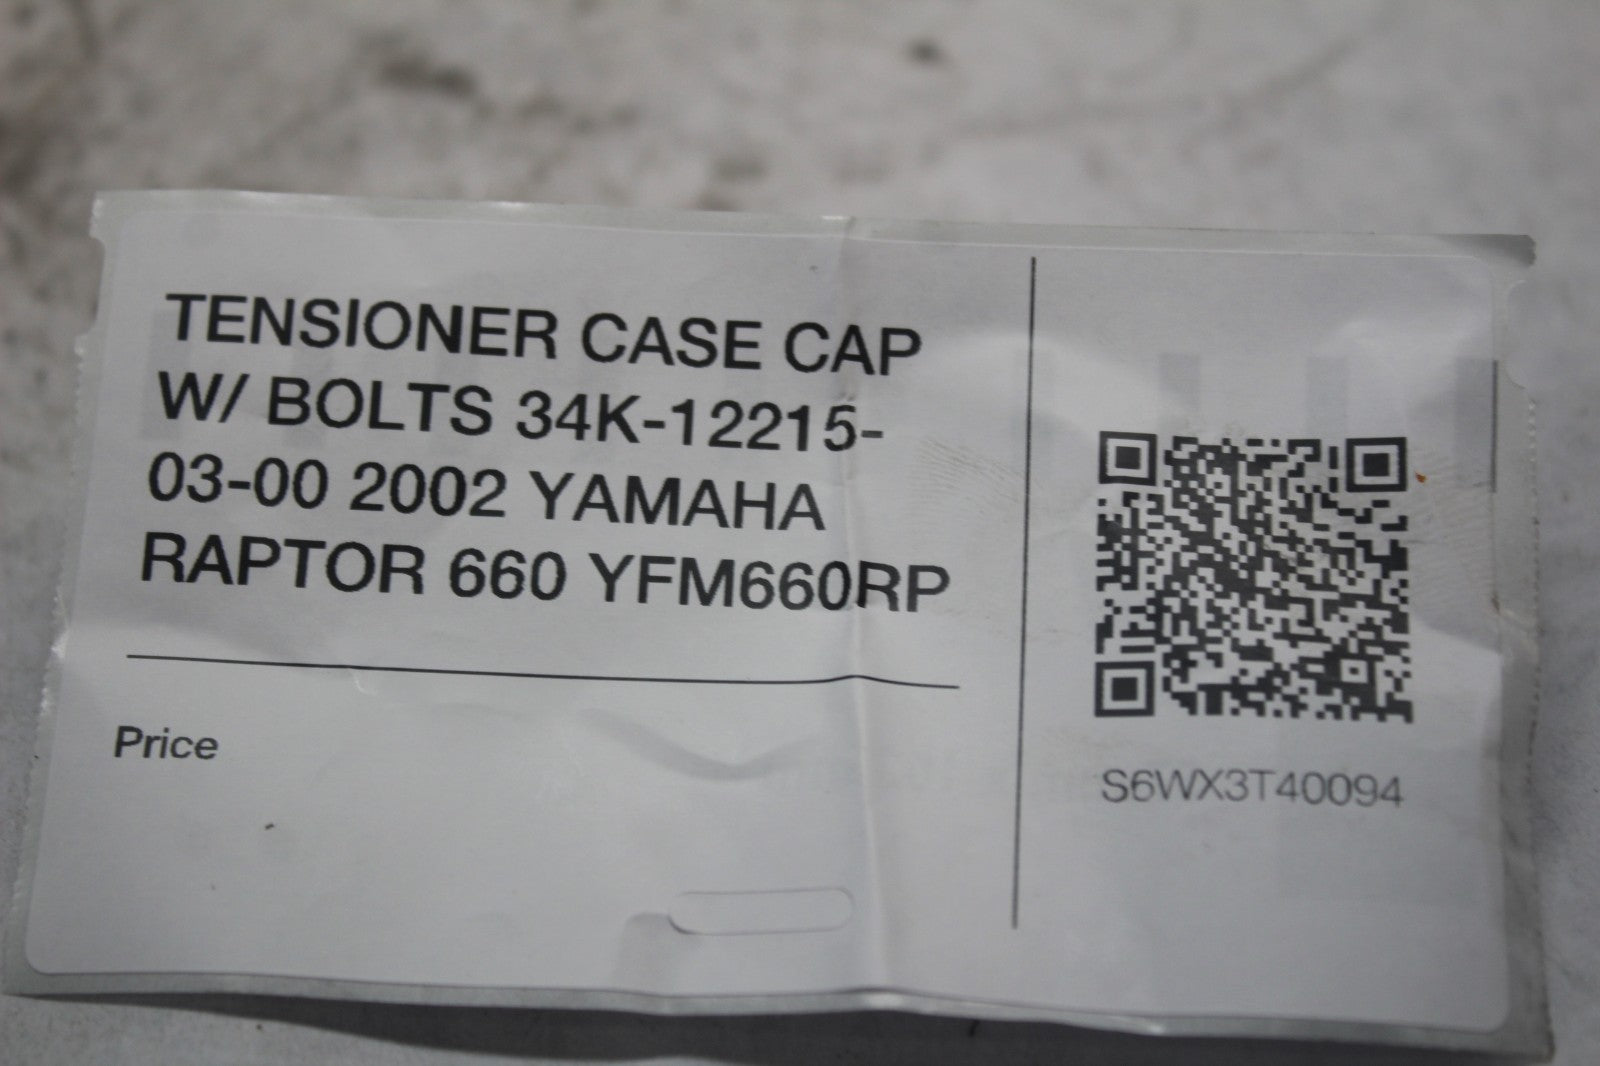 TENSIONER CASE CAP
W/ BOLTS 34K-12215-
03-00 2002 YAMAHA
RAPTOR 660 YFM660RP
Price
S6WX3T40094